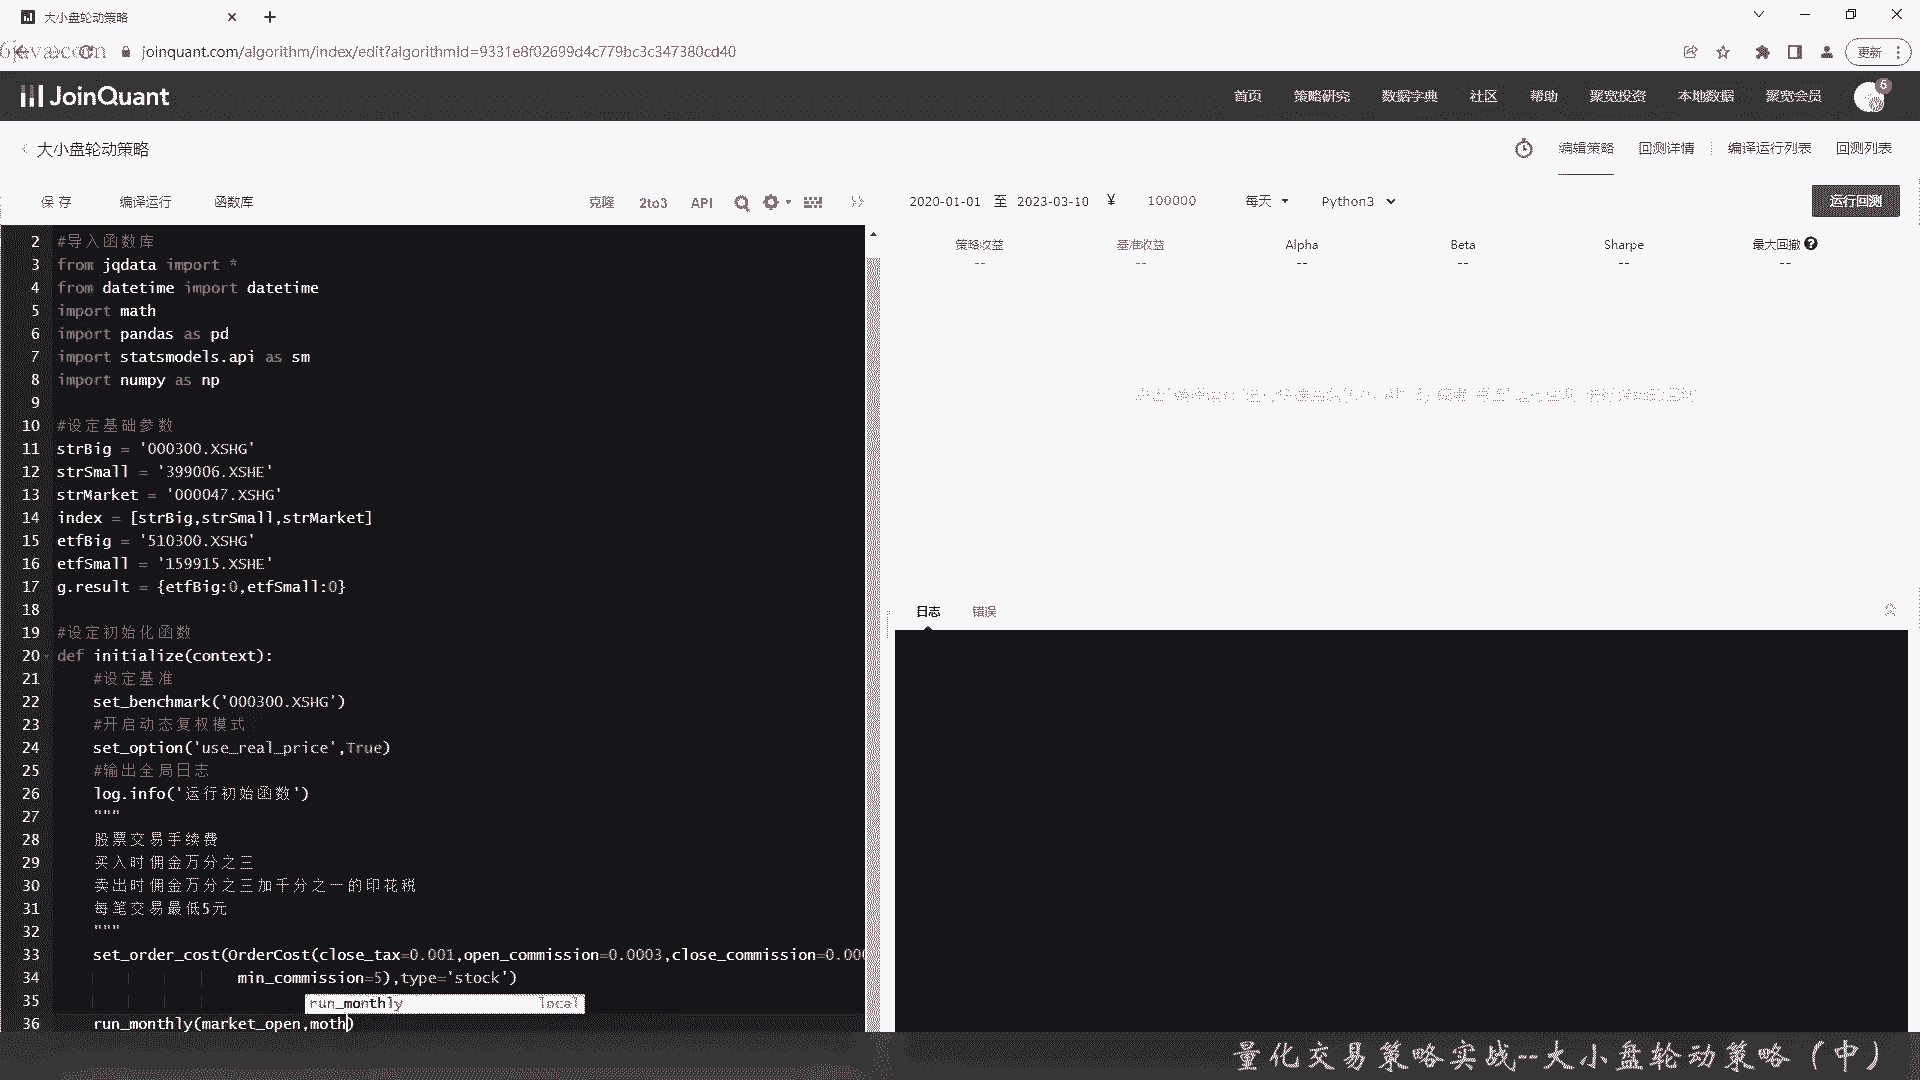 大小盘轮动策略
joinquant.com/algorithm/index/edit?algorithmId=9331e8f02699d4c779bc3c347380cd40
更新
JoinQuant
首页 策略研究 数据字典 社区 帮助 聚宽投资 本地数据 聚宽会员 6
大小盘轮动策略
编辑策略 回测详情 编译运行列表 回测列表
保存 编译运行 函数库 克隆 2to3 API
2020-01-01 至 2023-03-10 ¥ 100000 每天 Python3 运行回测
策略收益 基准收益 Alpha Beta Sharpe 最大回撤
-- -- -- -- -- --
日志 错误
2 #导入函数库
3 from jqdata import *
4 from datetime import datetime
5 import math
6 import pandas as pd
7 import statsmodels.api as sm
8 import numpy as np
9
10 #设定基础参数
11 strBig = '000300.XSHG'
12 strSmall = '399006.XSHE'
13 strMarket = '000047.XSHG'
14 index = [strBig,strSmall,strMarket]
15 etfBig = '510300.XSHG'
16 etfSmall = '159915.XSHE'
17 g.result = {etfBig:0,etfSmall:0}
18
19 #设定初始化函数
20 def initialize(context):
21 #设定基准
22 set_benchmark('000300.XSHG')
23 #开启动态复权模式
24 set_option('use_real_price',True)
25 #输出全局日志
26 log.info('运行初始函数')
27 """
28 股票交易手续费
29 买入时佣金万分之三
30 卖出时佣金万分之三加千分之一的印花税
31 每笔交易最低5元
32 """
33 set_order_cost(OrderCost(close_tax=0.001,open_commission=0.0003,close_commission=0.00
34 min_commission=5),type='stock')
35
run_monthly local
36 run_monthly(market_open,moth)
量化交易策略实战--大小盘轮动策略（中）